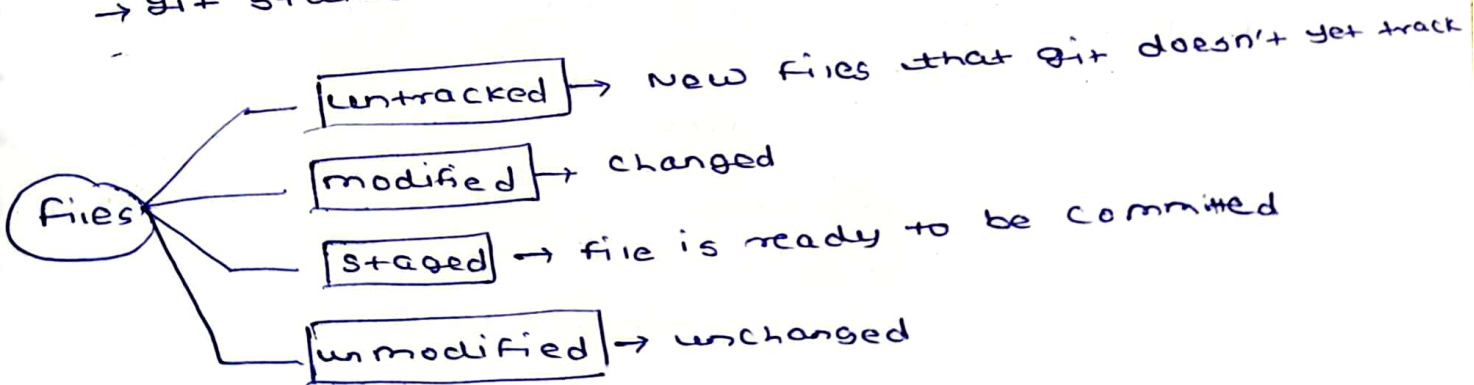 → git
untracked → New files that git doesn't yet track
modified → changed
files
staged → file is ready to be committed
unmodified → unchanged